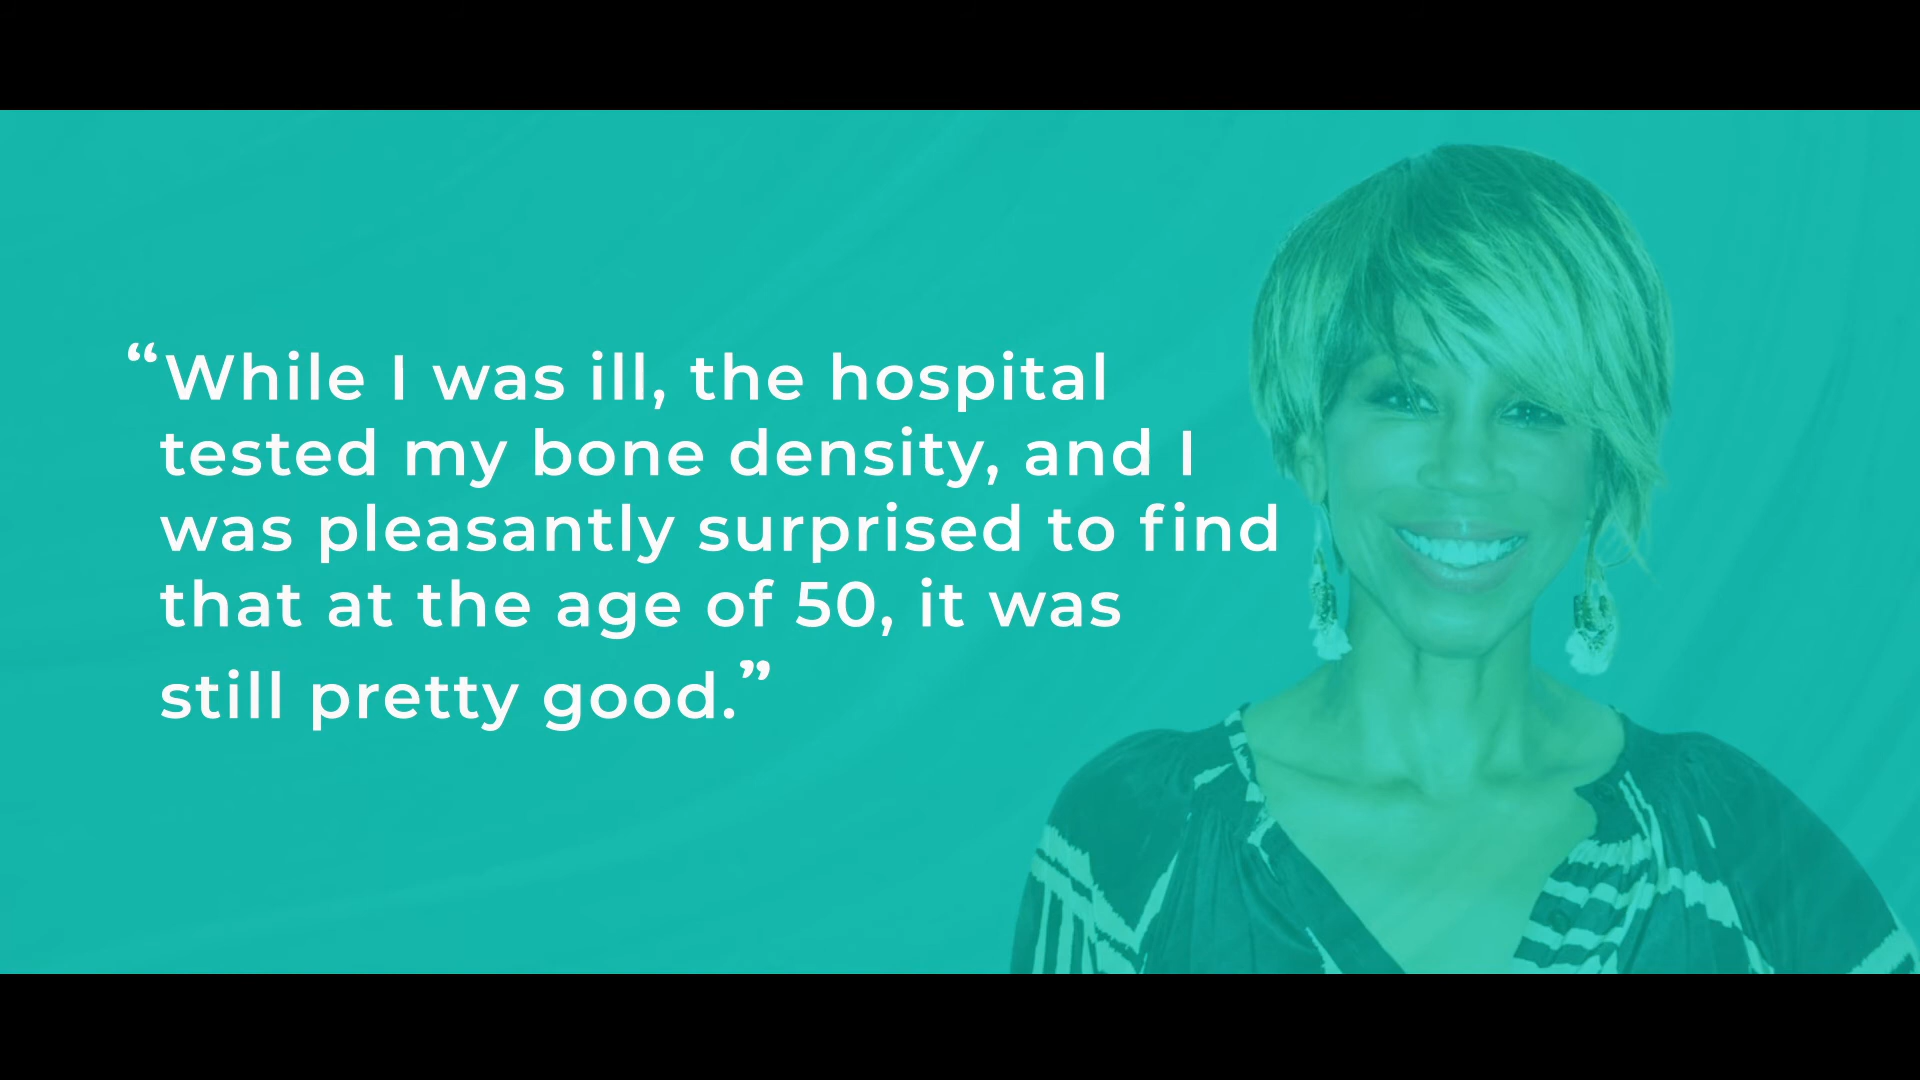 “While I was ill, the hospital
tested my bone density, and I
was pleasantly surprised to find
that at the age of 50, it was
still pretty good.”